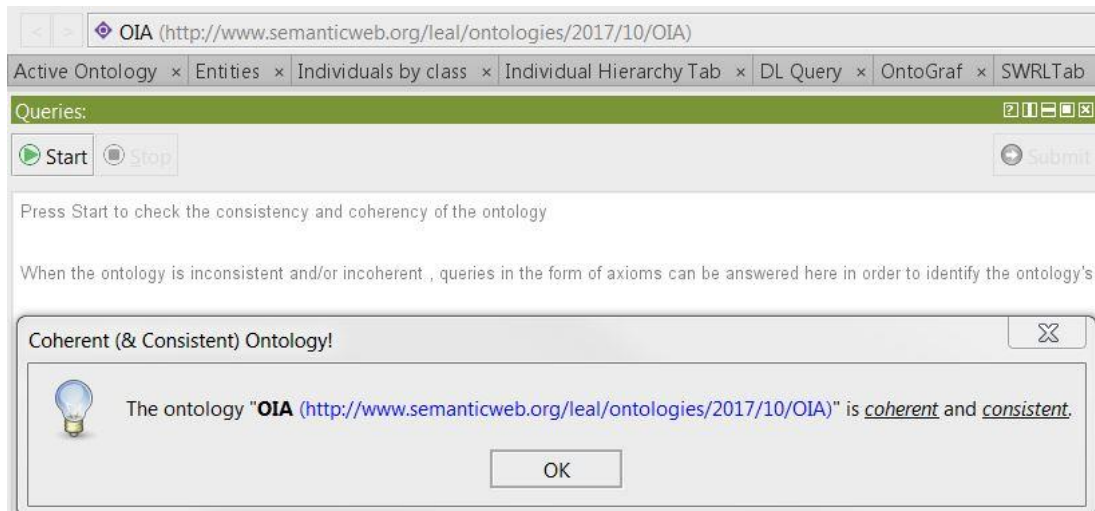 OIA (http://www.semanticweb.org/leal/ontologies/2017/10/OIA)
Active Ontology × Entities × Individuals by class × Individual Hierarchy Tab × DL Query × OntoGraf × SWRLTab
Queries:
Start Stop Submit
Press Start to check the consistency and coherency of the ontology
When the ontology is inconsistent and/or incoherent , queries in the form of axioms can be answered here in order to identify the ontology's
Coherent (& Consistent) Ontology!
The ontology "OIA (http://www.semanticweb.org/leal/ontologies/2017/10/OIA)" is coherent and consistent.
OK